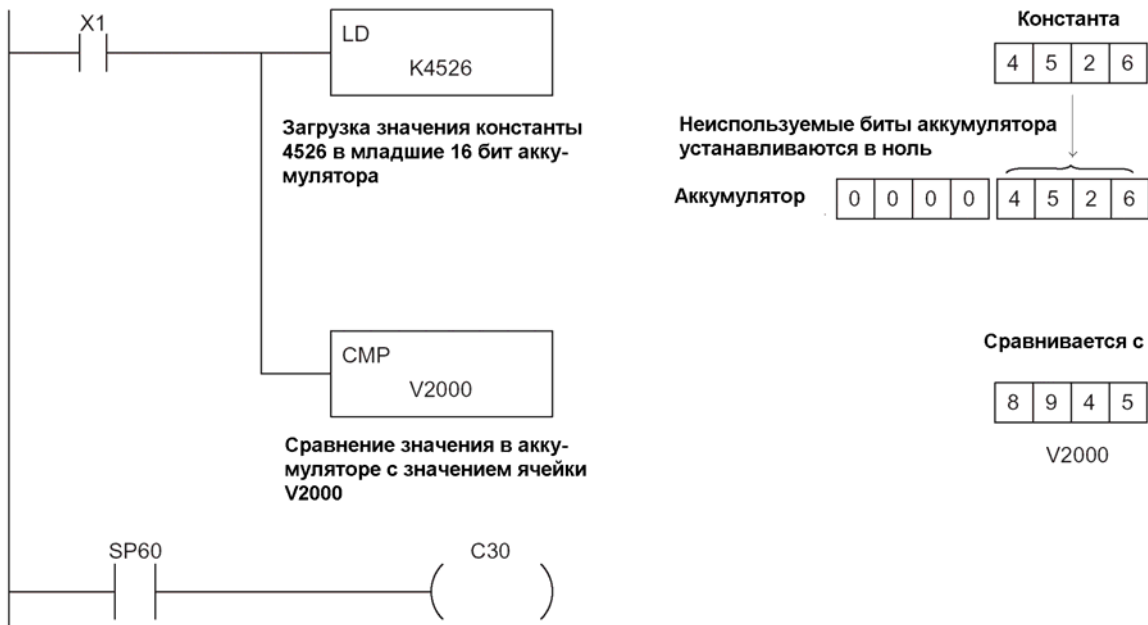 X1
LD
K4526
Загрузка значения константы
4526 в младшие 16 бит акку-
мулятора
Константа
4 5 2 6
Неиспользуемые биты аккумулятора
устанавливаются в ноль
Аккумулятор 0 0 0 0 4 5 2 6
CMP
V2000
Сравнение значения в акку-
муляторе с значением ячейки
V2000
Сравнивается с
8 9 4 5
V2000
SP60
C30